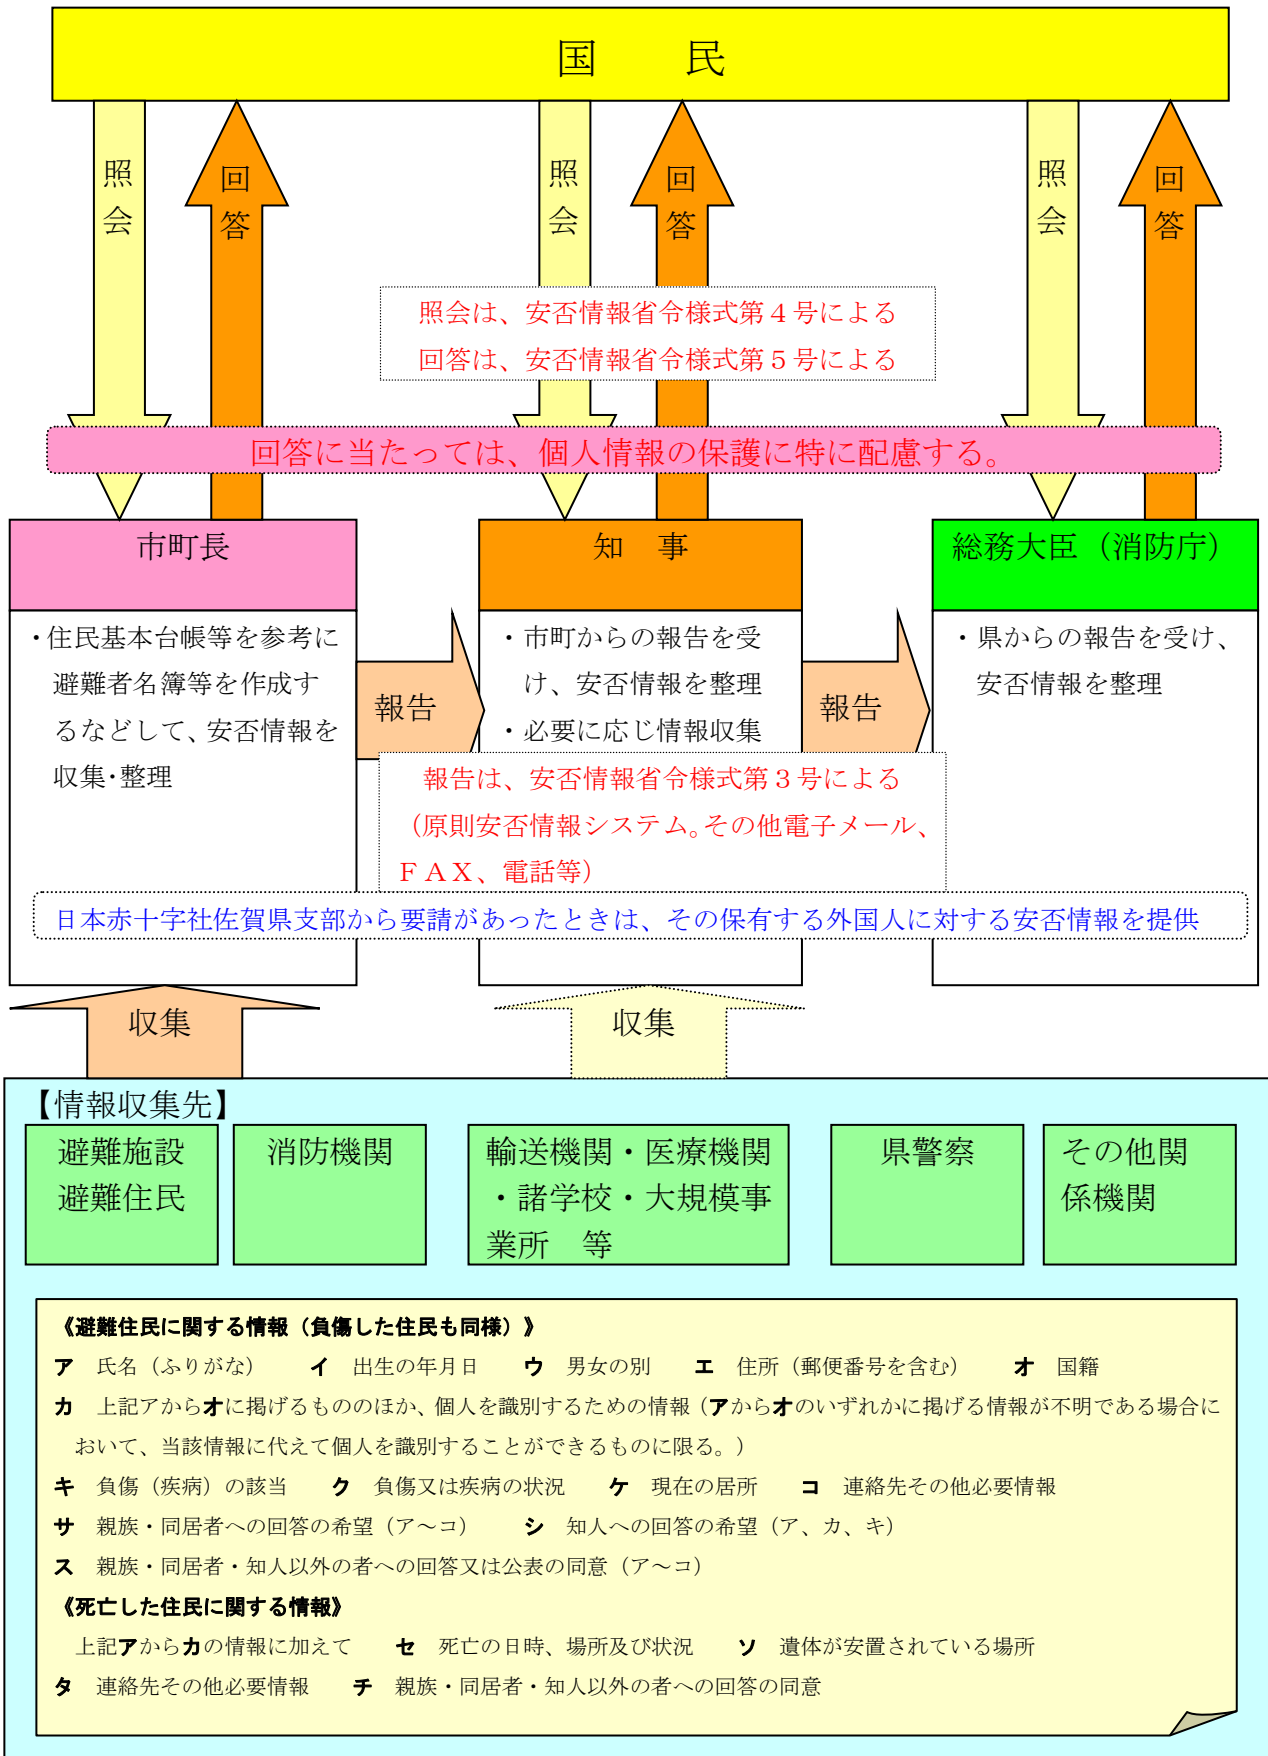 国　　民
照会
回答
照会
回答
照会
回答
照会は、安否情報省令様式第４号による
回答は、安否情報省令様式第５号による
回答に当たっては、個人情報の保護に特に配慮する。
市町長
・住民基本台帳等を参考に
避難者名簿等を作成す
るなどして、安否情報を
収集・整理
報告
知　事
・市町からの報告を受
け、安否情報を整理
・必要に応じ情報収集
報告
総務大臣（消防庁）
・県からの報告を受け、
安否情報を整理
報告は、安否情報省令様式第３号による
（原則安否情報システム。その他電子メール、
ＦＡＸ、電話等）
日本赤十字社佐賀県支部から要請があったときは、その保有する外国人に対する安否情報を提供
収集
収集
【情報収集先】
避難施設
避難住民
消防機関
輸送機関・医療機関
・諸学校・大規模事
業所　等
県警察
その他関
係機関
《避難住民に関する情報（負傷した住民も同様）》
ア　氏名（ふりがな）　　イ　出生の年月日　　ウ　男女の別　　エ　住所（郵便番号を含む）　　オ　国籍
カ　上記アからオに掲げるもののほか、個人を識別するための情報（アからオのいずれかに掲げる情報が不明である場合に
おいて、当該情報に代えて個人を識別することができるものに限る。）
キ　負傷（疾病）の該当　　ク　負傷又は疾病の状況　　ケ　現在の居所　　コ　連絡先その他必要情報
サ　親族・同居者への回答の希望（ア～コ）　　シ　知人への回答の希望（ア、カ、キ）
ス　親族・同居者・知人以外の者への回答又は公表の同意（ア～コ）
《死亡した住民に関する情報》
上記アからカの情報に加えて　　セ　死亡の日時、場所及び状況　　ソ　遺体が安置されている場所
タ　連絡先その他必要情報　　チ　親族・同居者・知人以外の者への回答の同意